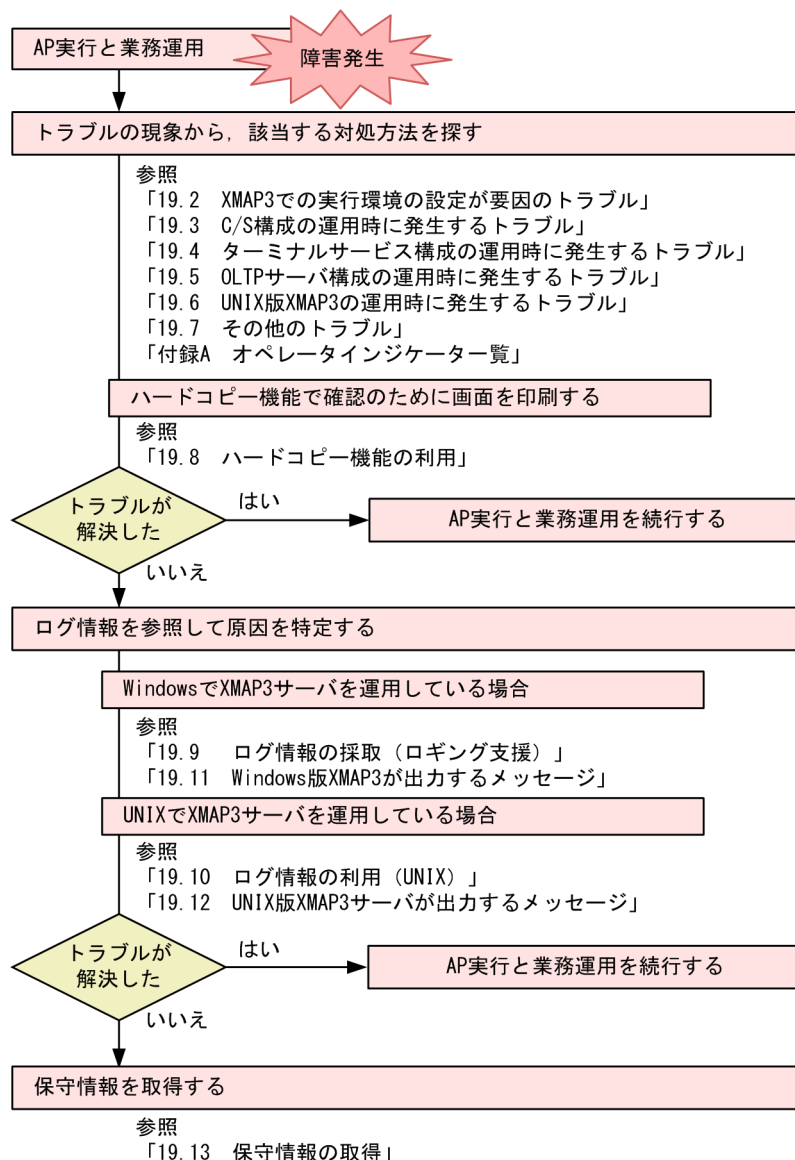 AP実行と業務運用
障害発生
トラブルの現象から，該当する対処方法を探す
参照
「19.2　XMAP3での実行環境の設定が要因のトラブル」
「19.3　C/S構成の運用時に発生するトラブル」
「19.4　ターミナルサービス構成の運用時に発生するトラブル」
「19.5　OLTPサーバ構成の運用時に発生するトラブル」
「19.6　UNIX版XMAP3の運用時に発生するトラブル」
「19.7　その他のトラブル」
「付録A　オペレータインジケーター覧」
ハードコピー機能で確認のために画面を印刷する
参照
「19.8　ハードコピー機能の利用」
トラブルが
解決した
はい
AP実行と業務運用を続行する
いいえ
ログ情報を参照して原因を特定する
WindowsでXMAP3サーバを運用している場合
参照
「19.9　ログ情報の採取（ロギング支援）」
「19.11　Windows版XMAP3が出力するメッセージ」
UNIXでXMAP3サーバを運用している場合
参照
「19.10　ログ情報の利用（UNIX）」
「19.12　UNIX版XMAP3サーバが出力するメッセージ」
トラブルが
解決した
はい
AP実行と業務運用を続行する
いいえ
保守情報を取得する
参照
「19.13　保守情報の取得」